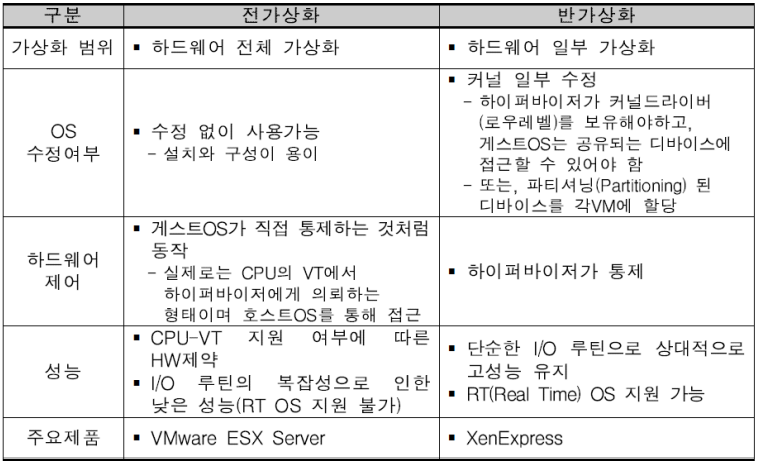 구분
전가상화
반가상화
가상화 범위
▪ 하드웨어 전체 가상화
▪ 하드웨어 일부 가상화
OS
수정여부
▪ 수정 없이 사용가능
- 설치와 구성이 용이
▪ 커널 일부 수정
- 하이퍼바이저가 커널드라이버
(로우레벨)를 보유해야하고,
게스트OS는 공유되는 디바이스에
접근할 수 있어야 함
- 또는, 파티셔닝(Partitioning) 된
디바이스를 각VM에 할당
하드웨어
제어
▪ 게스트OS가 직접 통제하는 것처럼
동작
- 실제로는 CPU의 VT에서
하이퍼바이저에게 의뢰하는
형태이며 호스트OS를 통해 접근
▪ 하이퍼바이저가 통제
성능
▪ CPU-VT 지원 여부에 따른
HW제약
▪ I/O 루틴의 복잡성으로 인한
낮은 성능(RT OS 지원 불가)
▪ 단순한 I/O 루틴으로 상대적으로
고성능 유지
▪ RT(Real Time) OS 지원 가능
주요제품
▪ VMware ESX Server
▪ XenExpress